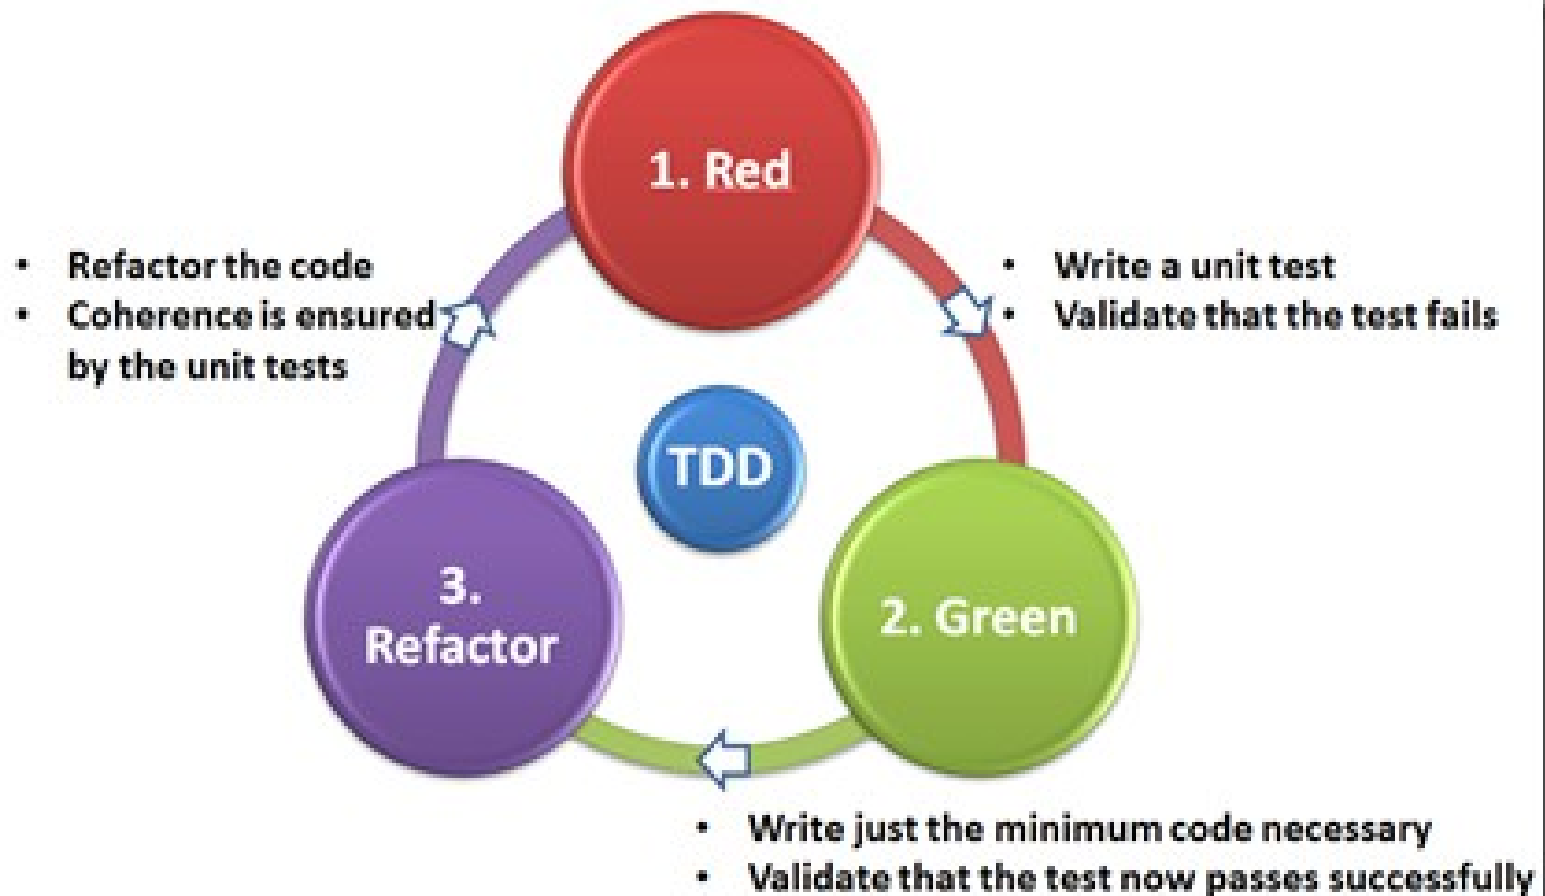 1. Red
• Refactor the code
• Coherence is ensured
by the unit tests
• Write a unit test
• Validate that the test fails
TDD
3.
Refactor
2. Green
• Write just the minimum code necessary
• Validate that the test now passes successfully